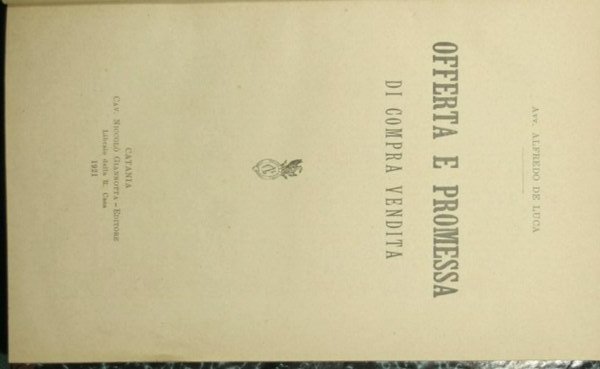 Avv. ALFREDO DE LUCA
OFFERTA E PROMESSA
DI COMPRA VENDITA
CATANIA
CAV. NICCOLÒ GIANNOTTA - EDITORE
Libraio della R. Casa
1921